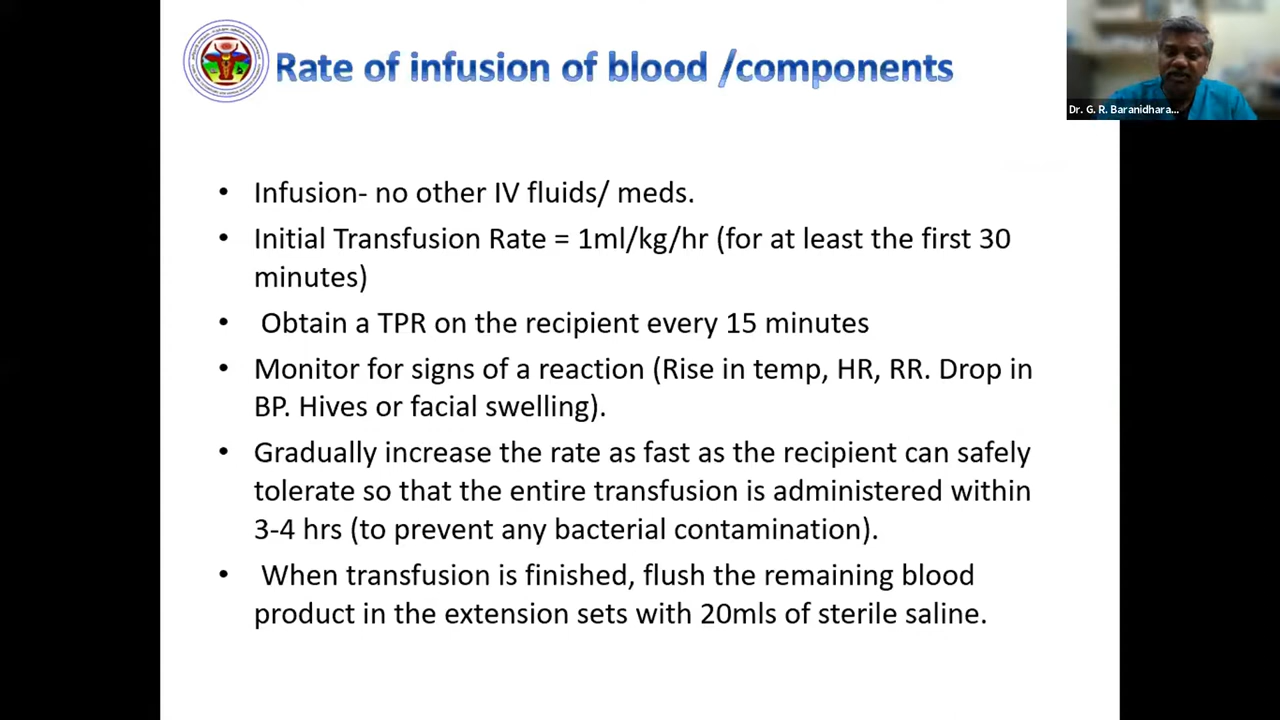 Rate of infusion of blood /components
Dr. G. R. Baranidhara...
• Infusion- no other IV fluids/ meds.
• Initial Transfusion Rate = 1ml/kg/hr (for at least the first 30
minutes)
• Obtain a TPR on the recipient every 15 minutes
• Monitor for signs of a reaction (Rise in temp, HR, RR. Drop in
BP. Hives or facial swelling).
• Gradually increase the rate as fast as the recipient can safely
tolerate so that the entire transfusion is administered within
3-4 hrs (to prevent any bacterial contamination).
• When transfusion is finished, flush the remaining blood
product in the extension sets with 20mls of sterile saline.